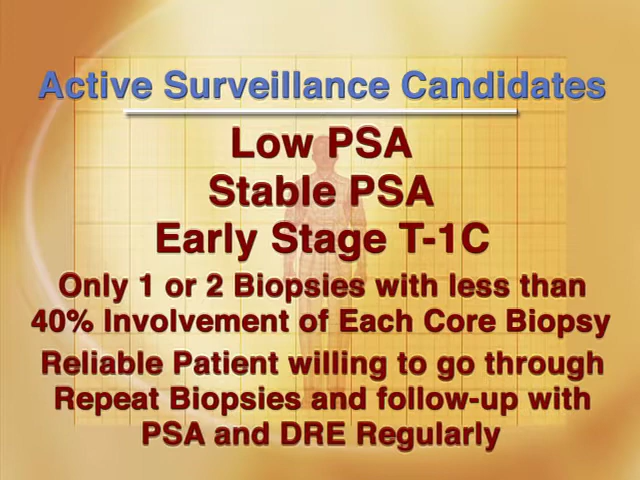 Active Surveillance Candidates
Low PSA
Stable PSA
Early Stage T-1C
Only 1 or 2 Biopsies with less than
40% Involvement of Each Core Biopsy
Reliable Patient willing to go through
Repeat Biopsies and follow-up with
PSA and DRE Regularly